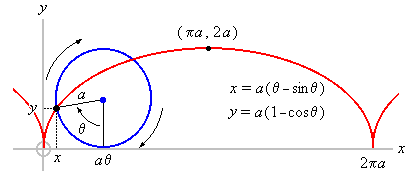 y
(πa, 2a)
a
x = a(θ−sinθ)
y = a(1−cosθ)
y
θ
x
aθ
2πa
x